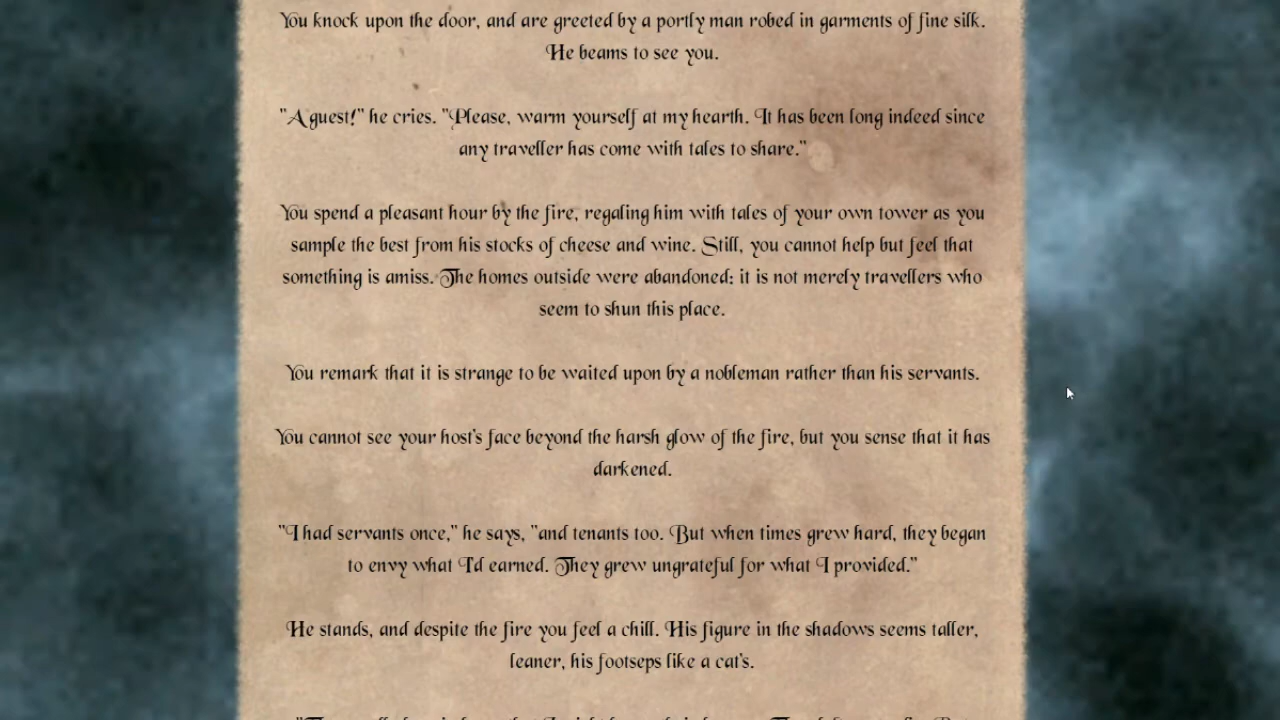 You knock upon the door, and are greeted by a portly man robed in garments of fine silk.
He beams to see you.
"A guest!" he cries. "Please, warm yourself at my hearth. It has been long indeed since
any traveller has come with tales to share."
You spend a pleasant hour by the fire, regaling him with tales of your own tower as you
sample the best from his stocks of cheese and wine. Still, you cannot help but feel that
something is amiss. The homes outside were abandoned; it is not merely travellers who
seem to shun this place.
You remark that it is strange to be waited upon by a nobleman rather than his servants.
You cannot see your host's face beyond the harsh glow of the fire, but you sense that it has
darkened.
"I had servants once," he says, "and tenants too. But when times grew hard, they began
to envy what I'd earned. They grew ungrateful for what I provided."
He stands, and despite the fire you feel a chill. His figure in the shadows seems taller,
leaner, his footseps like a cat's.